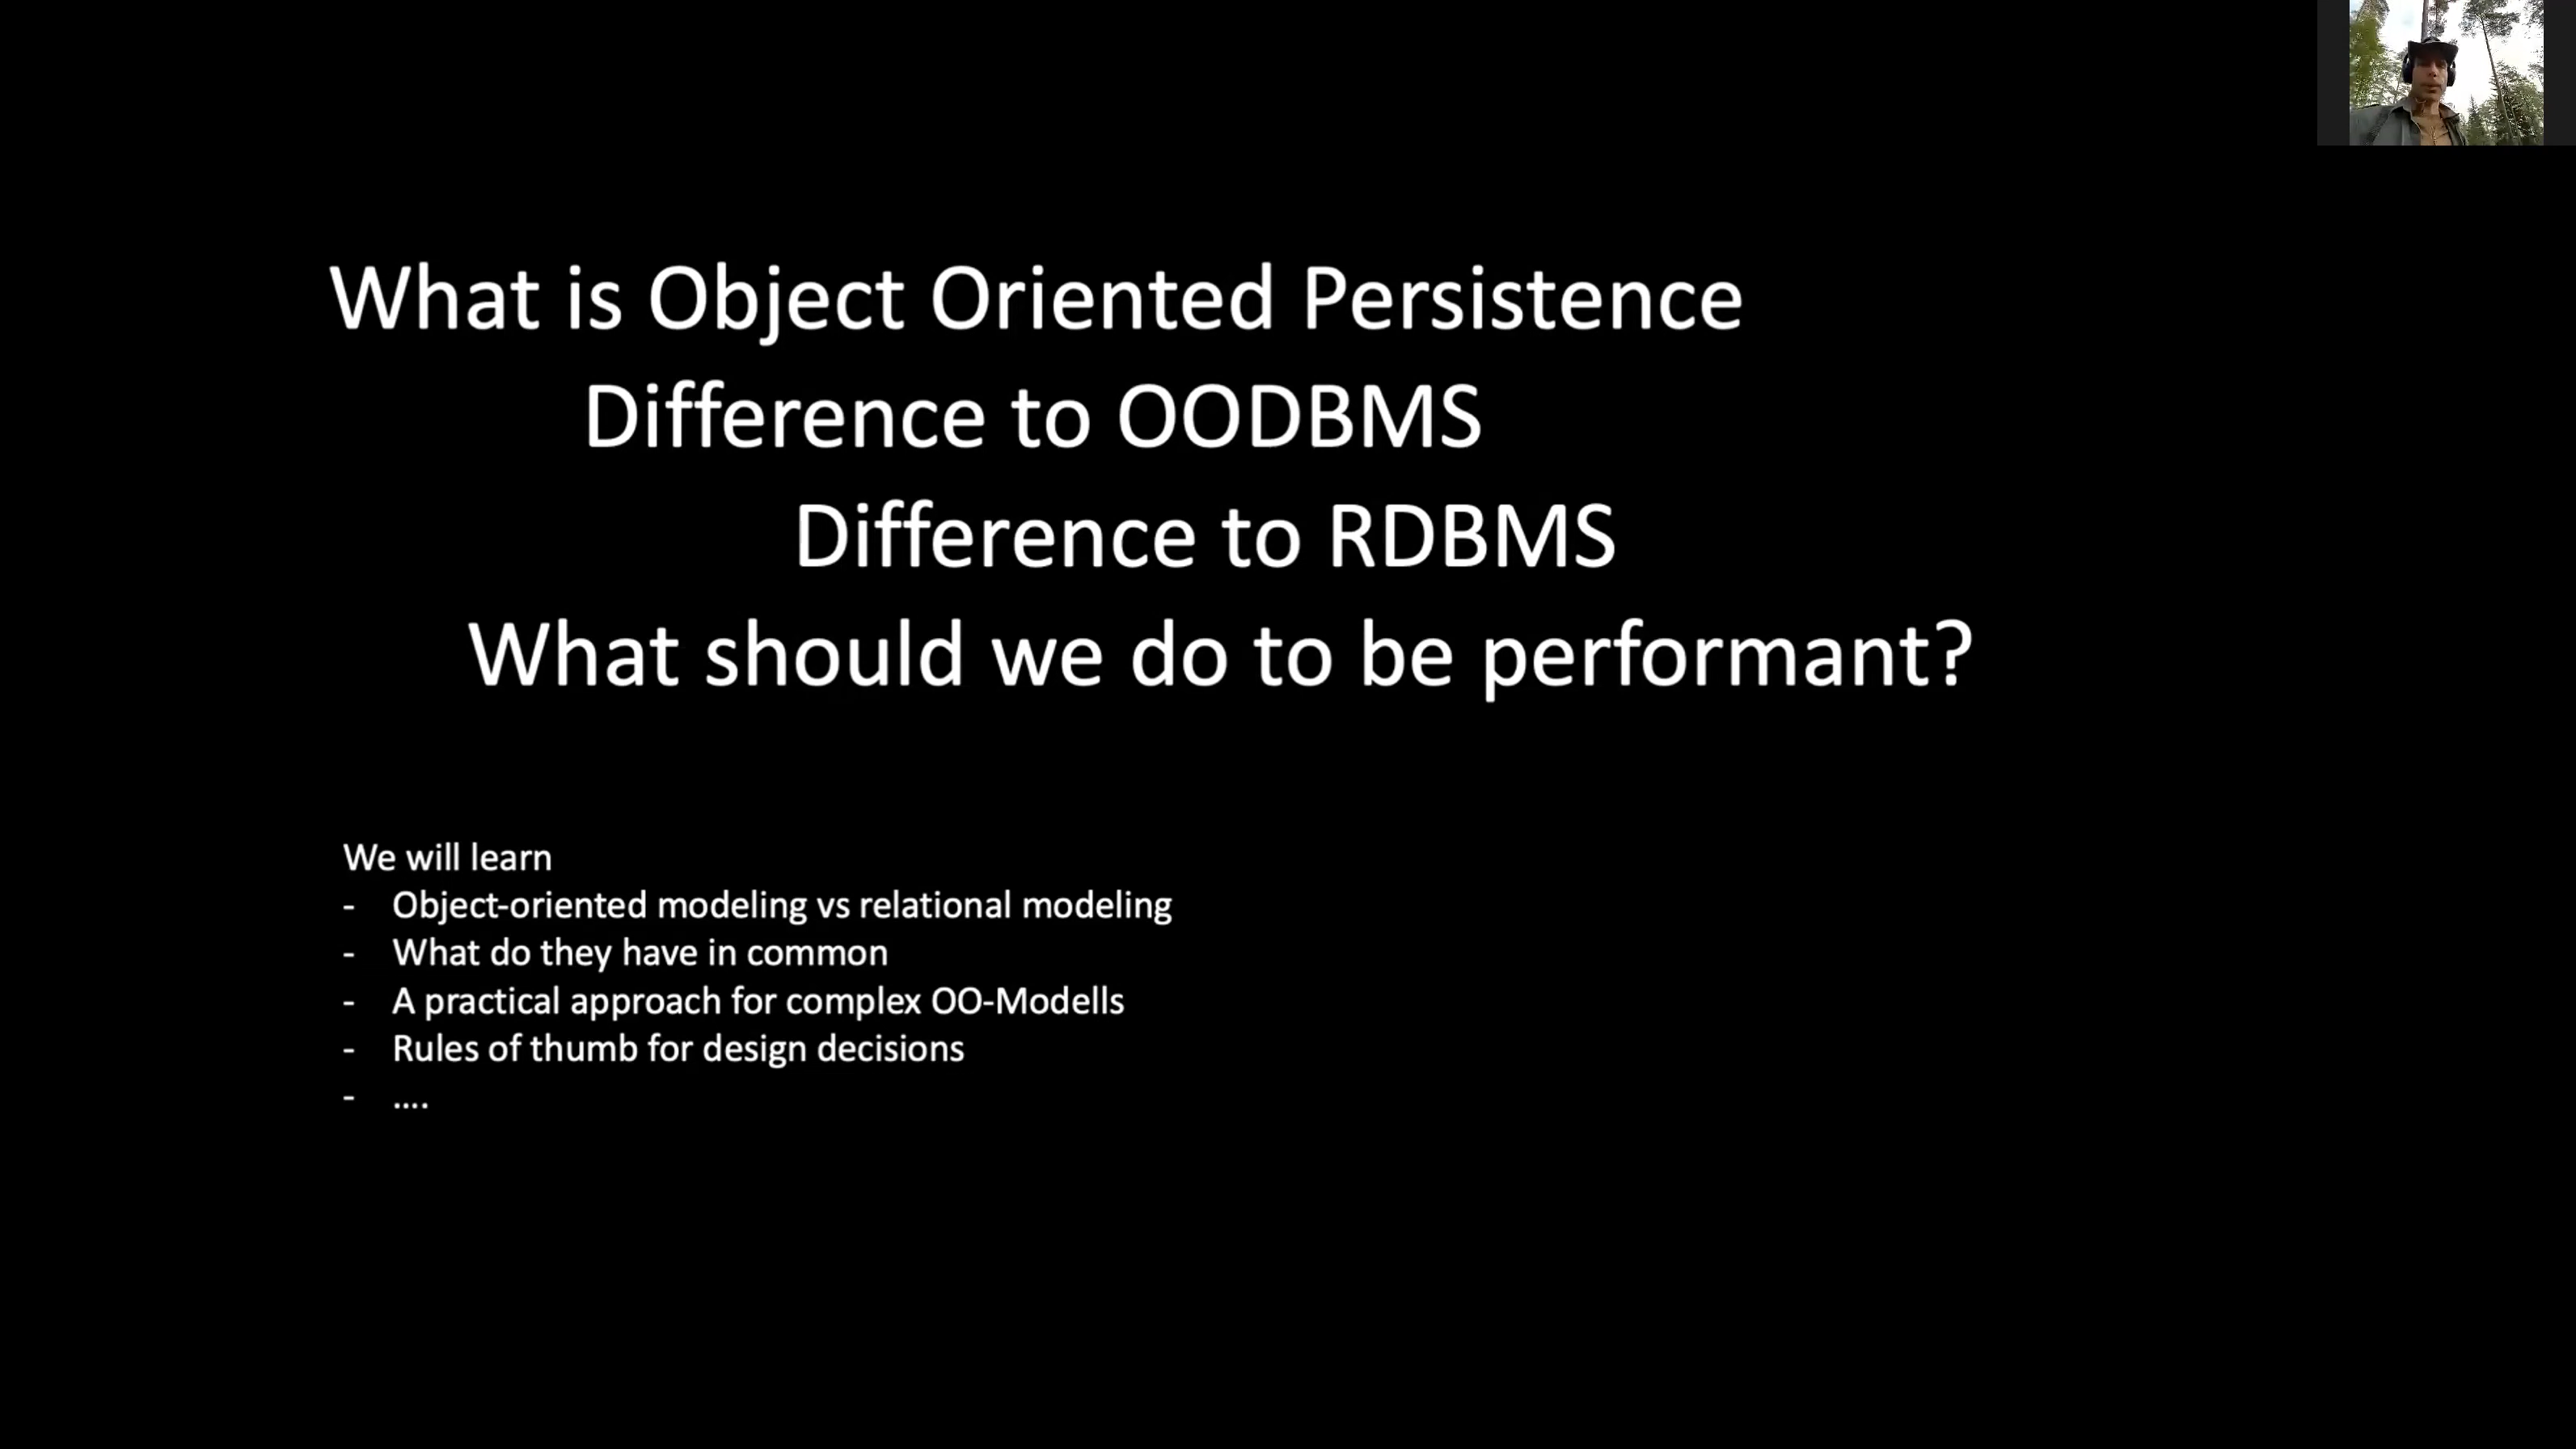 What is Object Oriented Persistence
Difference to OODBMS
Difference to RDBMS
What should we do to be performant?
We will learn
- Object-oriented modeling vs relational modeling
- What do they have in common
- A practical approach for complex OO-Modells
- Rules of thumb for design decisions
- ....